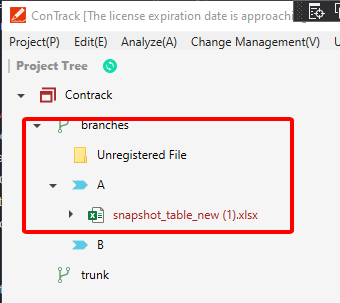 ConTrack [The license expiration date is approaching
Project(P) Edit(E) Analyze(A) Change Management(V) U
Project Tree
Contrack
branches
Unregistered File
A
snapshot_table_new (1).xlsx
B
trunk